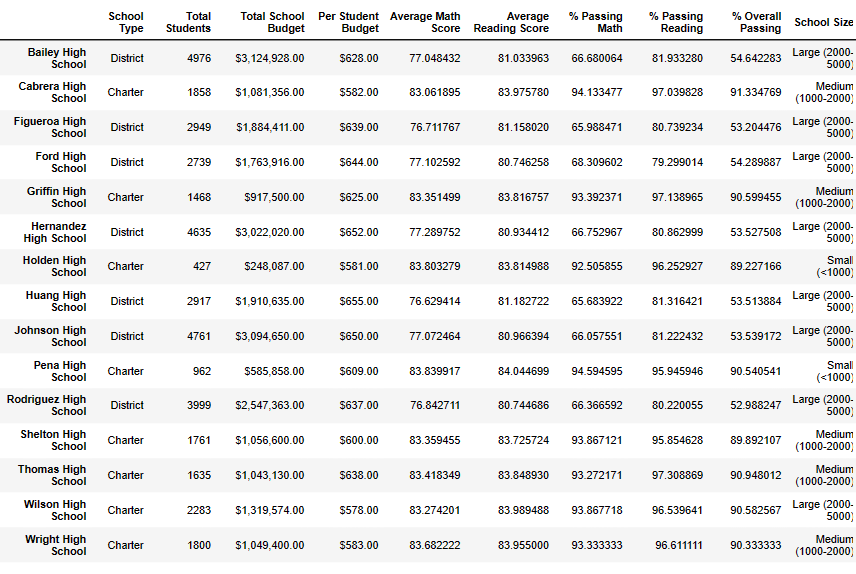 School Type Total Students Total School Budget Per Student Budget Average Math Score Average Reading Score % Passing Math % Passing Reading % Overall Passing School Size
Bailey High School District 4976 $3,124,928.00 $628.00 77.048432 81.033963 66.680064 81.933280 54.642283 Large (2000-5000)
Cabrera High School Charter 1858 $1,081,356.00 $582.00 83.061895 83.975780 94.133477 97.039828 91.334769 Medium (1000-2000)
Figueroa High School District 2949 $1,884,411.00 $639.00 76.711767 81.158020 65.988471 80.739234 53.204476 Large (2000-5000)
Ford High School District 2739 $1,763,916.00 $644.00 77.102592 80.746258 68.309602 79.299014 54.289887 Large (2000-5000)
Griffin High School Charter 1468 $917,500.00 $625.00 83.351499 83.816757 93.392371 97.138965 90.599455 Medium (1000-2000)
Hernandez High School District 4635 $3,022,020.00 $652.00 77.289752 80.934412 66.752967 80.862999 53.527508 Large (2000-5000)
Holden High School Charter 427 $248,087.00 $581.00 83.803279 83.814988 92.505855 96.252927 89.227166 Small (<1000)
Huang High School District 2917 $1,910,635.00 $655.00 76.629414 81.182722 65.683922 81.316421 53.513884 Large (2000-5000)
Johnson High School District 4761 $3,094,650.00 $650.00 77.072464 80.966394 66.057551 81.222432 53.539172 Large (2000-5000)
Pena High School Charter 962 $585,858.00 $609.00 83.839917 84.044699 94.594595 95.945946 90.540541 Small (<1000)
Rodriguez High School District 3999 $2,547,363.00 $637.00 76.842711 80.744686 66.366592 80.220055 52.988247 Large (2000-5000)
Shelton High School Charter 1761 $1,056,600.00 $600.00 83.359455 83.725724 93.867121 95.854628 89.892107 Medium (1000-2000)
Thomas High School Charter 1635 $1,043,130.00 $638.00 83.418349 83.848930 93.272171 97.308869 90.948012 Medium (1000-2000)
Wilson High School Charter 2283 $1,319,574.00 $578.00 83.274201 83.989488 93.867718 96.539641 90.582567 Large (2000-5000)
Wright High School Charter 1800 $1,049,400.00 $583.00 83.682222 83.955000 93.333333 96.611111 90.333333 Medium (1000-2000)